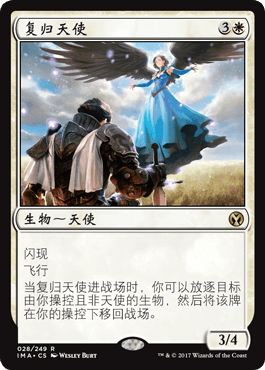 复归天使 3
生物～天使
闪现
飞行
当复归天使进战场时，你可以放逐目标
由你操控且非天使的生物，然后将该牌
在你的操控下移回战场。
3/4
028/249 R
IMA • CS WESLEY BURT
™ & © 2017 Wizards of the Coast